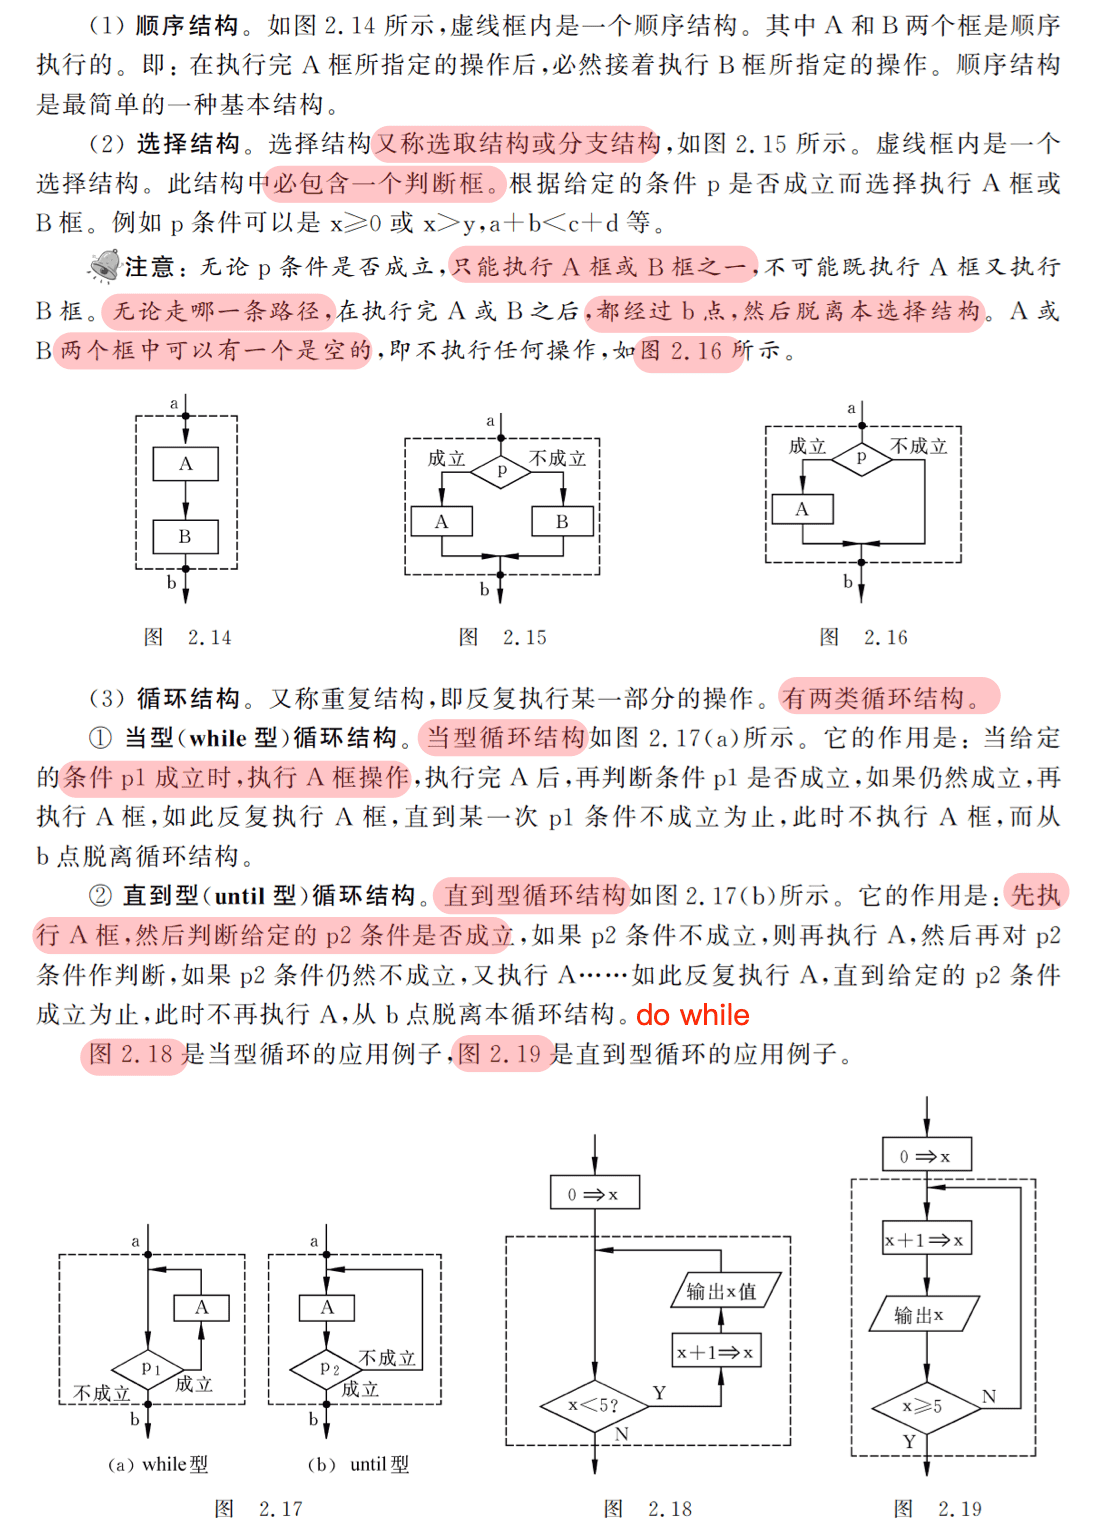 (1) 顺序结构。如图 2.14 所示,虚线框内是一个顺序结构。其中 A 和 B 两个框是顺序
执行的。即: 在执行完 A 框所指定的操作后,必然接着执行 B 框所指定的操作。顺序结构
是最简单的一种基本结构。
(2) 选择结构。选择结构又称选取结构或分支结构,如图 2.15 所示。虚线框内是一个
选择结构。此结构中必包含一个判断框。根据给定的条件 p 是否成立而选择执行 A 框或
B 框。例如 p 条件可以是 x≥0 或 x>y,a+b<c+d 等。
注意: 无论 p 条件是否成立,只能执行 A 框或 B 框之一,不可能既执行 A 框又执行
B 框。无论走哪一条路径,在执行完 A 或 B 之后,都经过 b 点,然后脱离本选择结构。A 或
B 两个框中可以有一个是空的,即不执行任何操作,如图 2.16 所示。
a
A
B
b
图 2.14
a
成立
p
不成立
A
B
b
图 2.15
a
成立
p
不成立
A
b
图 2.16
(3) 循环结构。又称重复结构,即反复执行某一部分的操作。有两类循环结构。
① 当型(while 型)循环结构。当型循环结构如图 2.17(a)所示。它的作用是: 当给定
的条件 p1 成立时,执行 A 框操作,执行完 A 后,再判断条件 p1 是否成立,如果仍然成立,再
执行 A 框,如此反复执行 A 框,直到某一次 p1 条件不成立为止,此时不执行 A 框,而从
b 点脱离循环结构。
② 直到型(until 型)循环结构。直到型循环结构如图 2.17(b)所示。它的作用是: 先执
行 A 框,然后判断给定的 p2 条件是否成立,如果 p2 条件不成立,则再执行 A,然后再对 p2
条件作判断,如果 p2 条件仍然不成立,又执行 A……如此反复执行 A,直到给定的 p2 条件
成立为止,此时不再执行 A,从 b 点脱离本循环结构。do while
图 2.18 是当型循环的应用例子,图 2.19 是直到型循环的应用例子。
a
A
p1
不成立
成立
b
(a) while型
a
A
p2
不成立
成立
b
(b) until型
图 2.17
0⇒x
输出x值
x+1⇒x
x<5?
Y
N
图 2.18
0⇒x
x+1⇒x
输出x
x≥5
N
Y
图 2.19